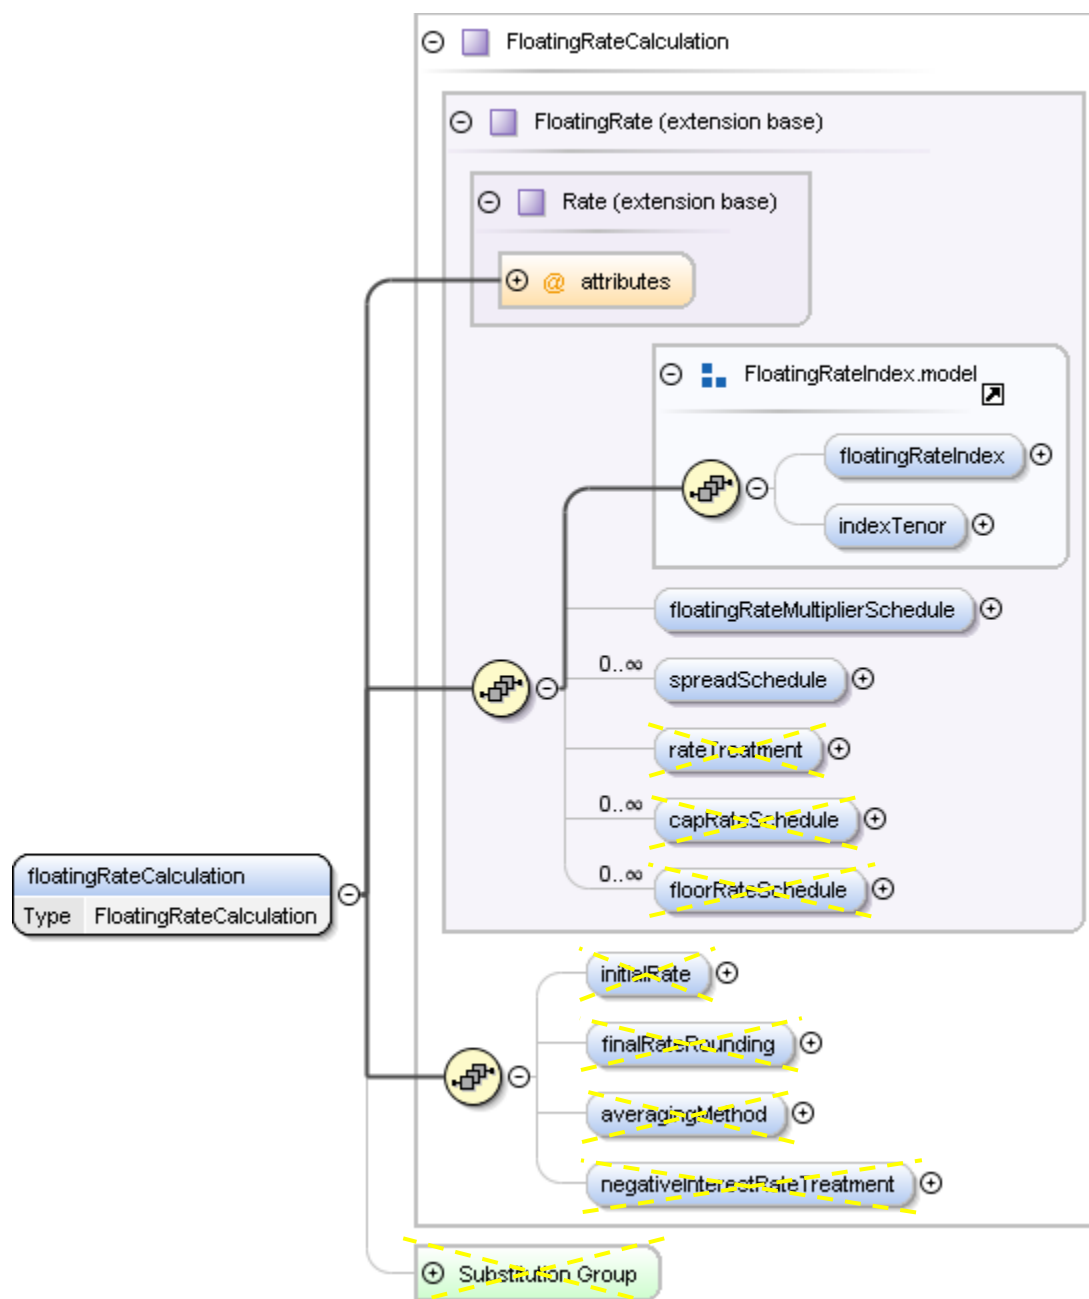 FloatingRateCalculation
FloatingRate (extension base)
Rate (extension base)
@ attributes
FloatingRateIndex.model
floatingRateIndex
indexTenor
floatingRateMultiplierSchedule
0..∞
spreadSchedule
rateTreatment
0..∞
capRateSchedule
0..∞
floorRateSchedule
floatingRateCalculation
Type FloatingRateCalculation
initialRate
finalRateRounding
averagingMethod
negativeInterestRateTreatment
Substitution Group